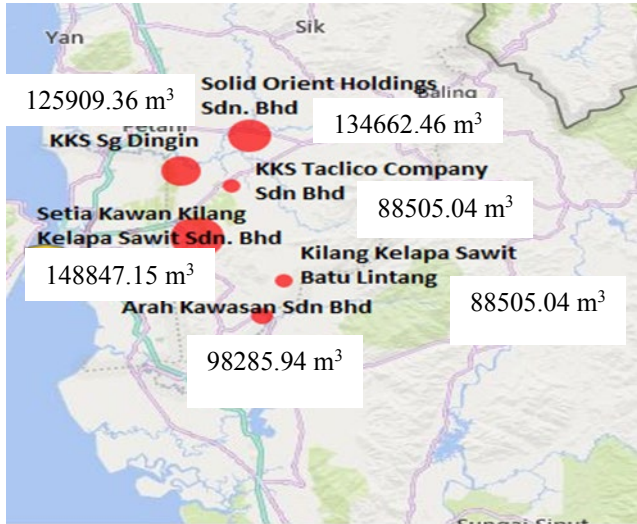 Yan
Sik
Solid Orient Holdings
Sdn. Bhd
125909.36 m³
Baling
134662.46 m³
KKS Sg Dingin
KKS Taclico Company
Sdn Bhd
88505.04 m³
Setia Kawan Kilang
Kelapa Sawit Sdn. Bhd
148847.15 m³
Kilang Kelapa Sawit
Batu Lintang
88505.04 m³
Arah Kawasan Sdn Bhd
98285.94 m³